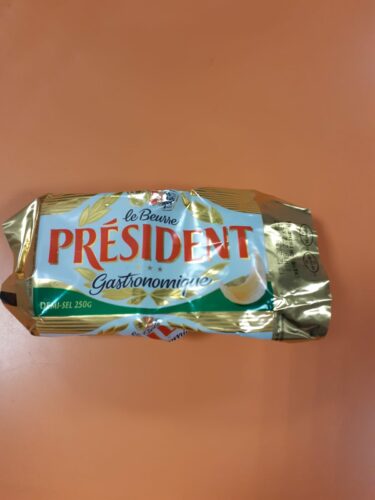 le Beurre
PRÉSIDENT
Gastronomique
DEMI-SEL 250G